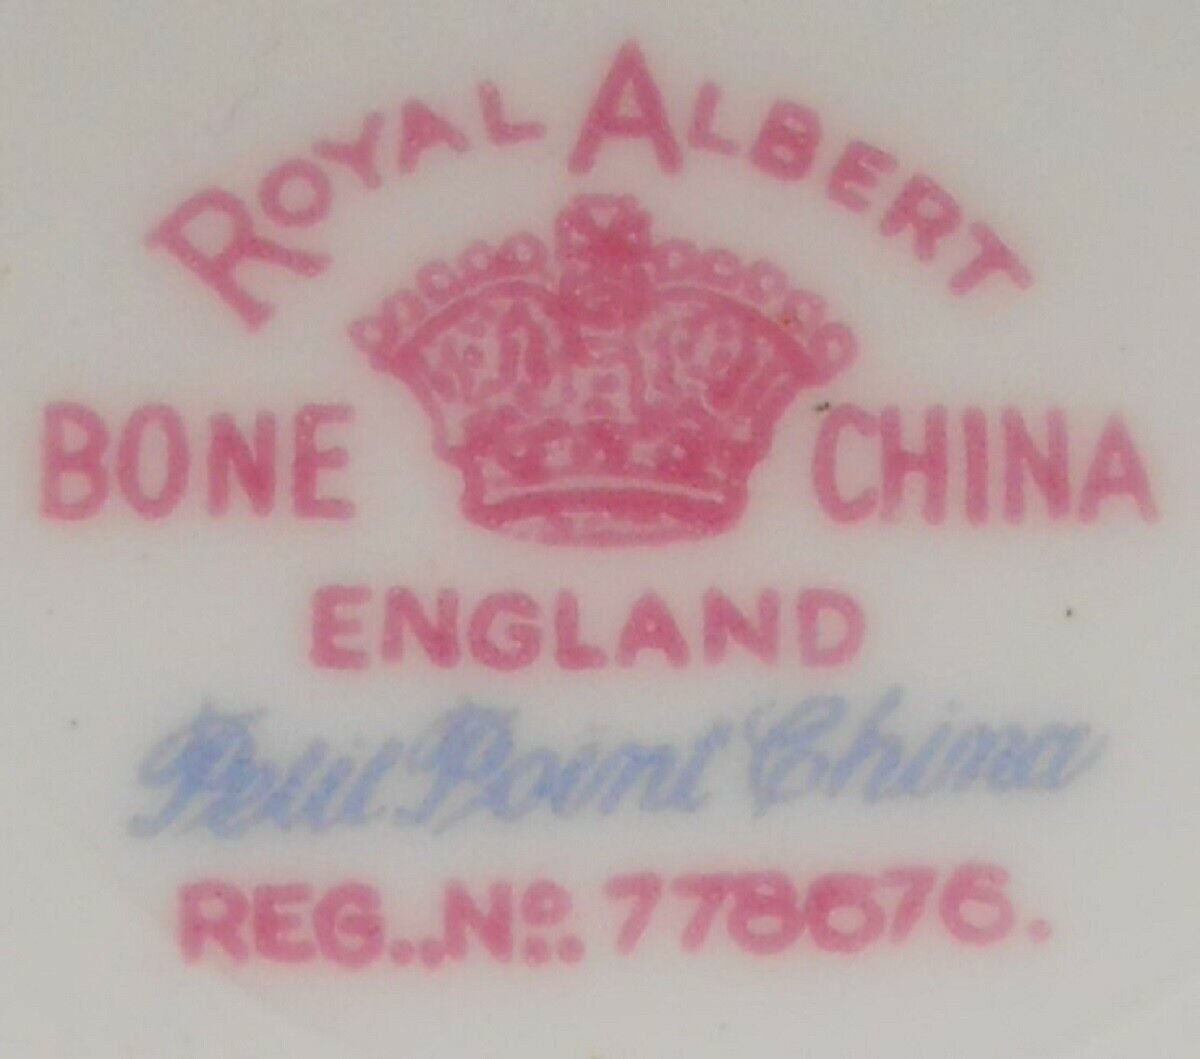 ROYAL ALBERT
BONE CHINA
ENGLAND
Petit Point China
REG..No.. 778676.